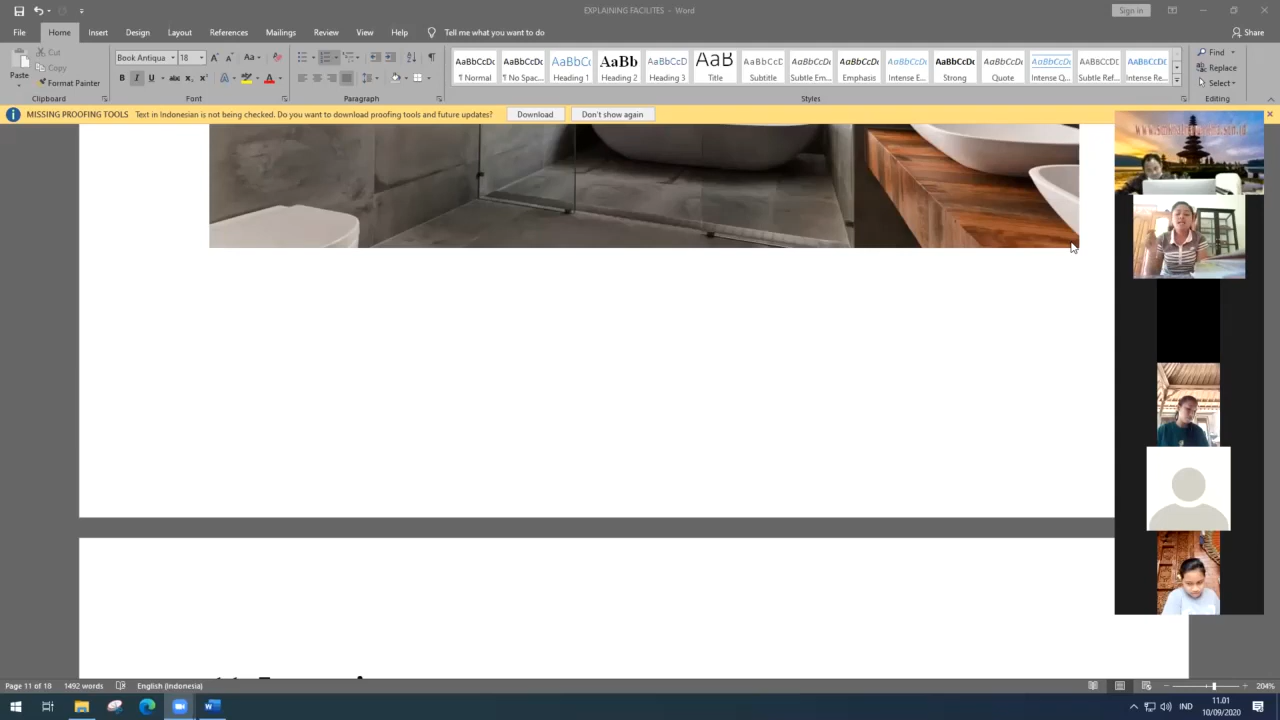 EXPLAINING FACILITES - Word
Sign in
File Home Insert Design Layout References Mailings Review View Help Tell me what you want to do
Share
Paste
Cut
Copy
Format Painter
Clipboard
Book Antiqua 18
Font
Paragraph
AaBbCcDc AaBbCcDc AaBbCc AaBb AaBbCcD AaB AaBbCcD AaBbCcDc AaBbCcDc AaBbCcDc AaBbCcDc AaBbCcDc AaBbCcDc AABBCCDC AABBCCDC
¶ Normal ¶ No Spac... Heading 1 Heading 2 Heading 3 Title Subtitle Subtle Em... Emphasis Intense E... Strong Quote Intense Q... Subtle Ref... Intense Re...
Styles
Find
Replace
Select
Editing
MISSING PROOFING TOOLS Text in Indonesian is not being checked. Do you want to download proofing tools and future updates? Download Don't show again
Page 11 of 18 1492 words English (Indonesia)
204%
IND
11.01
10/09/2020